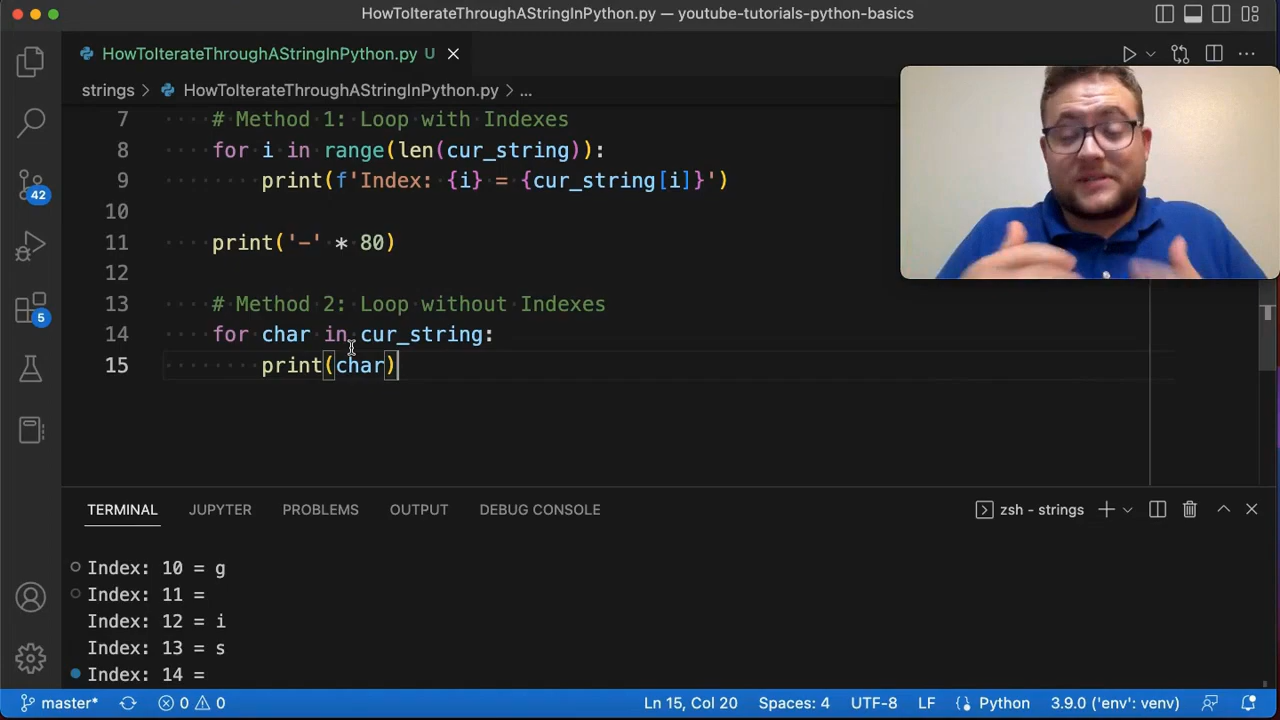 HowToIterateThroughAStringInPython.py — youtube-tutorials-python-basics
HowToIterateThroughAStringInPython.py U
strings > HowToIterateThroughAStringInPython.py > ...
7 # Method 1: Loop with Indexes
8 for i in range(len(cur_string)):
9 print(f'Index: {i} = {cur_string[i]}')
10
11 print('-' * 80)
12
13 # Method 2: Loop without Indexes
14 for char in cur_string:
15 print(char)
42
5
TERMINAL JUPYTER PROBLEMS OUTPUT DEBUG CONSOLE zsh - strings
Index: 10 = g
Index: 11 =
Index: 12 = i
Index: 13 = s
Index: 14 =
master* 0 0 Ln 15, Col 20 Spaces: 4 UTF-8 LF Python 3.9.0 ('env': venv)